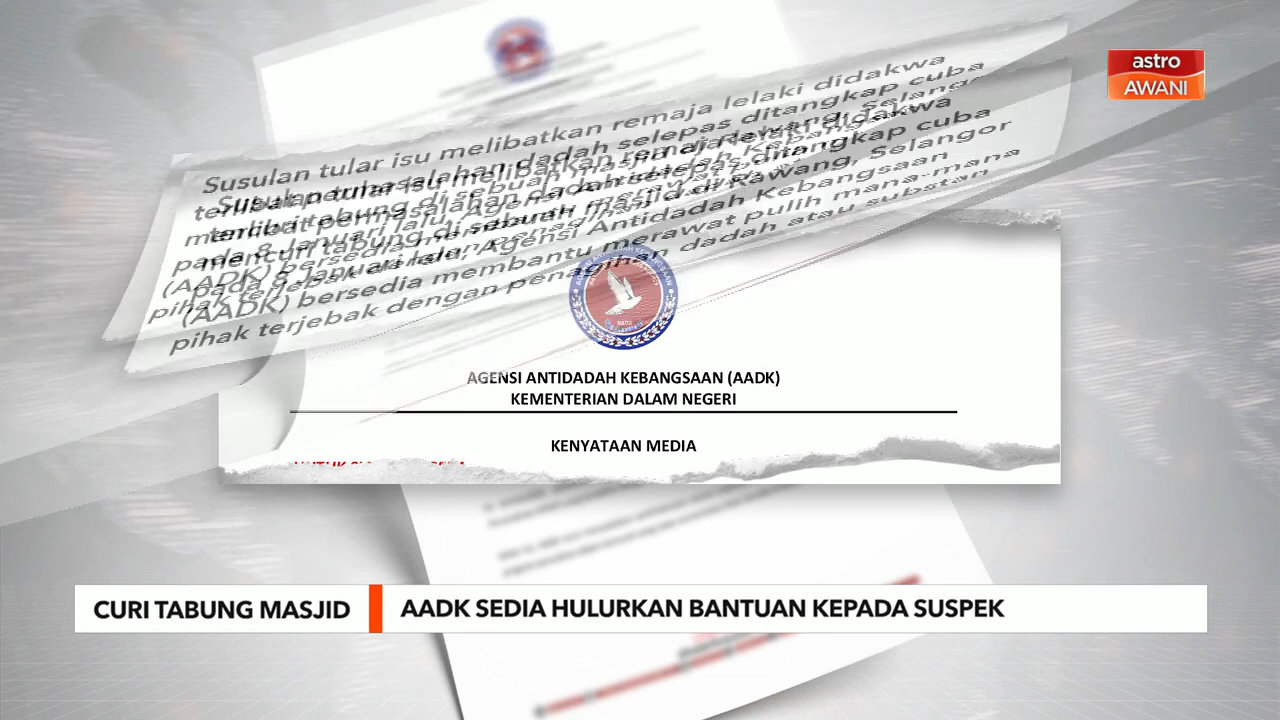 astro
AWANI
Susulan tular isu melibatkan remaja lelaki didakwa
terlibat permasalahan dadah selepas ditangkap cuba
mencuri tabung di sebuah masjid di Rawang, Selangor
pada 8 Januari lalu, Agensi Antidadah Kebangsaan
(AADK) bersedia membantu merawat pulih mana-mana
pihak terjebak dengan penagihan dadah atau substan
AGENSI ANTIDADAH KEBANGSAAN (AADK)
KEMENTERIAN DALAM NEGERI
KENYATAAN MEDIA
CURI TABUNG MASJID
AADK SEDIA HULURKAN BANTUAN KEPADA SUSPEK